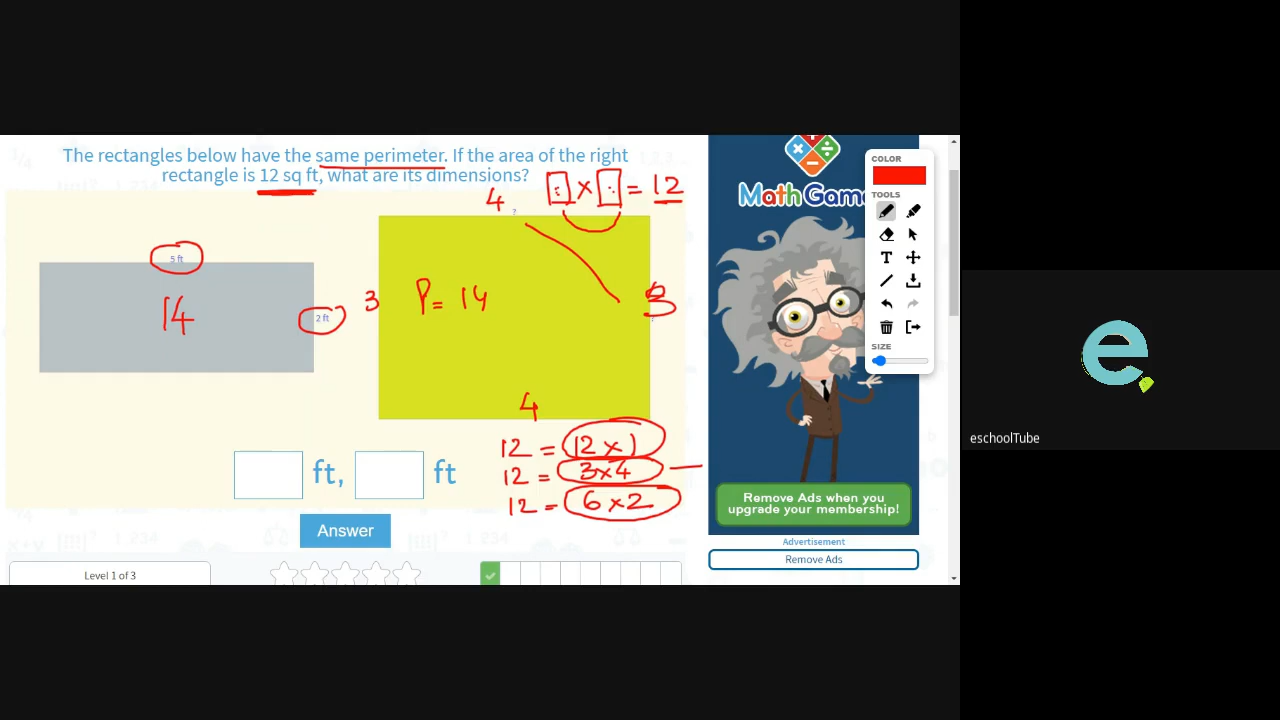 The rectangles below have the same perimeter. If the area of the right
rectangle is 12 sq ft, what are its dimensions?
4
× = 12
?
5 ft
14
2 ft
3
P = 14
3
4
12 = 12 × 1
12 = 3×4
12 = 6 × 2
ft, ft
Answer
Level 1 of 3
Math Game
COLOR
TOOLS
T
SIZE
Remove Ads when you
upgrade your membership!
Advertisement
Remove Ads
e
eschoolTube